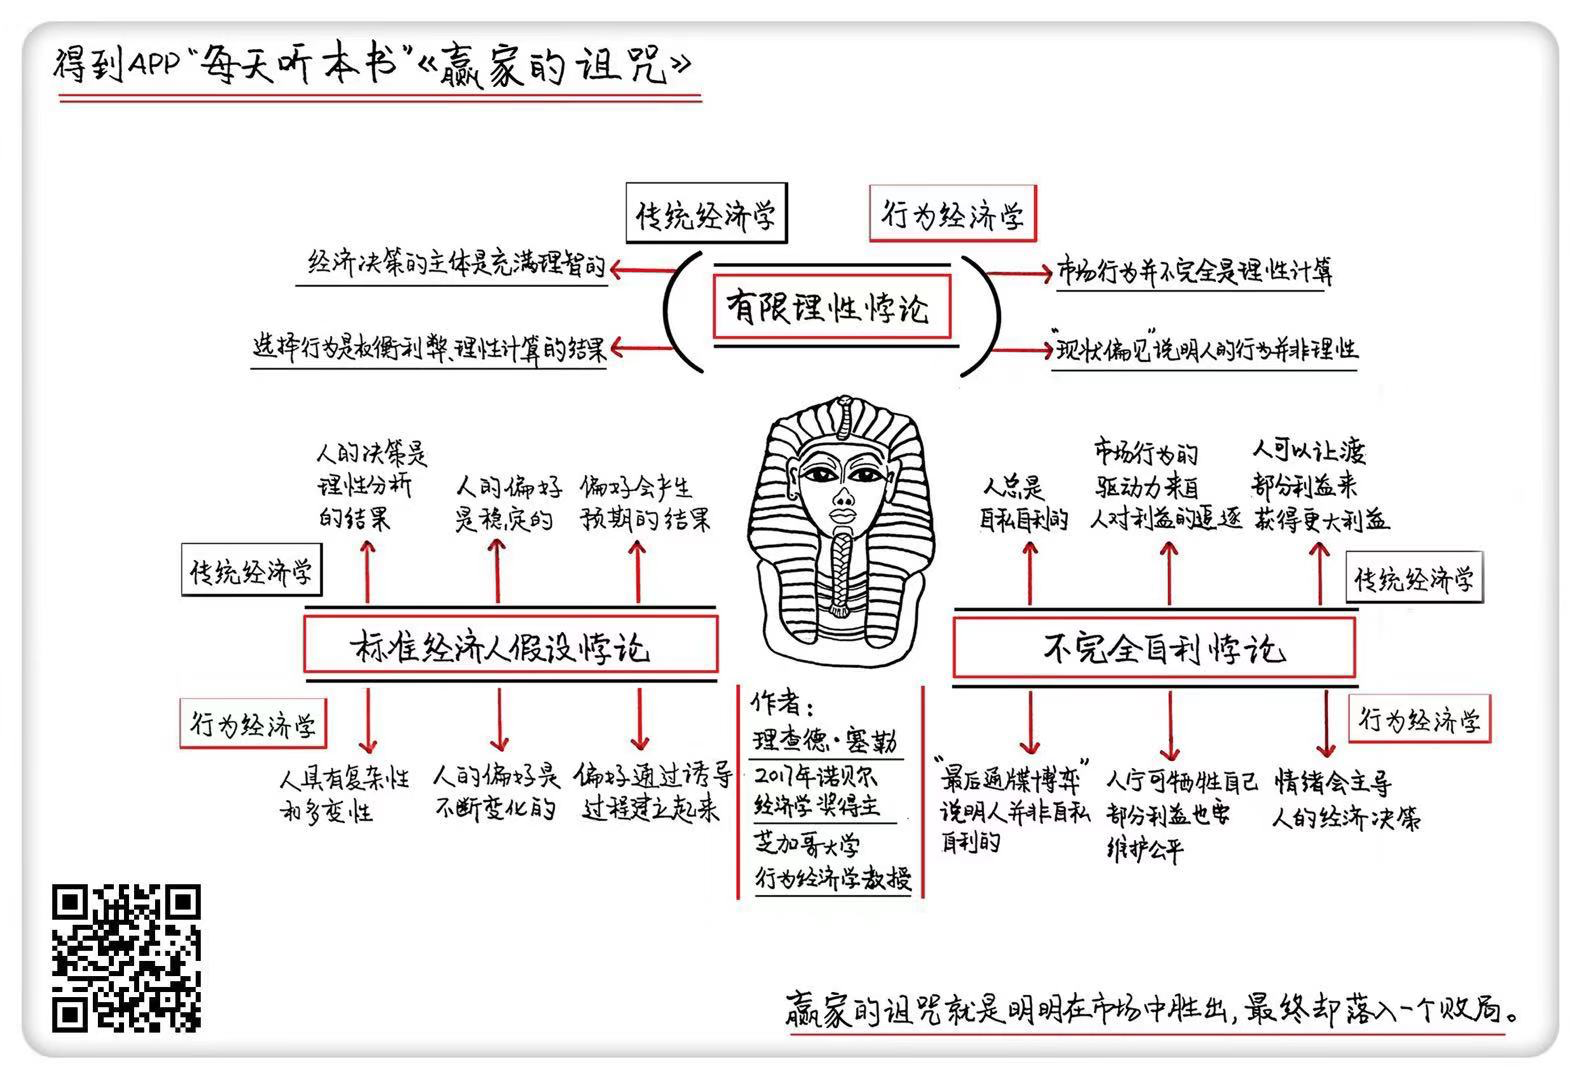 得到APP“每天听本书”《赢家的诅咒》
传统经济学
行为经济学
经济决策的主体是充满理智的
选择行为是权衡利弊、理性计算的结果
有限理性悖论
市场行为并不完全是理性计算
“现状偏见”说明人的行为并非理性
人的决策是
理性分析
的结果
人的偏好
是稳定的
偏好会产生
预期的结果
传统经济学
标准经济人假设悖论
行为经济学
人具有复杂性
和多变性
人的偏好是
不断变化的
偏好通过诱导
过程建立起来
人总是
自私自利的
市场行为的
驱动力来自
人对利益的追逐
人可以让渡
部分利益来
获得更大利益
传统经济学
不完全自利悖论
行为经济学
“最后通牒博弈”
说明人并非自私
自利的
人宁可牺牲自己
部分利益也要
维护公平
情绪会主导
人的经济决策
作者：
理查德·塞勒
2017年诺贝尔
经济学奖得主
芝加哥大学
行为经济学教授
赢家的诅咒就是明明在市场中胜出，最终却落入一个败局。